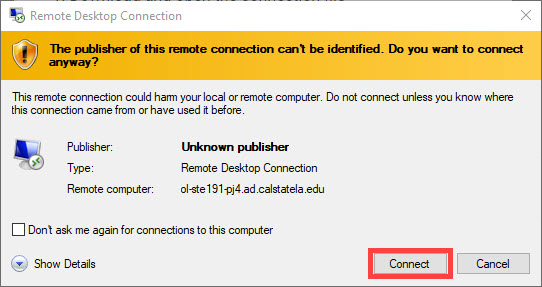 Remote Desktop Connection
The publisher of this remote connection can't be identified. Do you want to connect
anyway?
This remote connection could harm your local or remote computer. Do not connect unless you know where
this connection came from or have used it before.
Publisher: Unknown publisher
Type: Remote Desktop Connection
Remote computer: ol-ste191-pj4.ad.calstatela.edu
Don't ask me again for connections to this computer
Show Details Connect Cancel